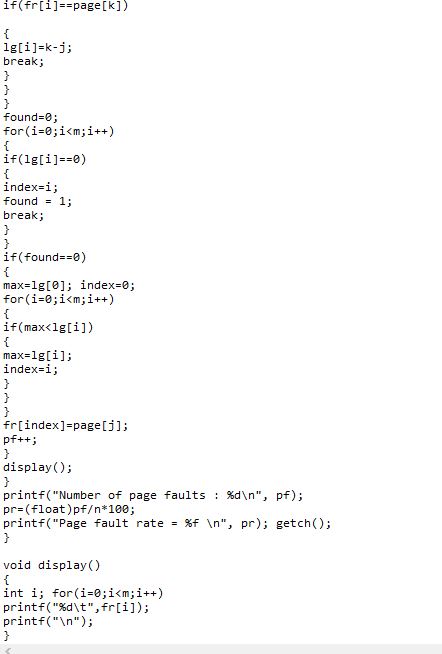 if(fr[i]==page[k])
{
lg[i]=k-j;
break;
}
}
}
found=0;
for(i=0;i<m;i++)
{
if(lg[i]==0)
{
index=i;
found = 1;
break;
}
}
if(found==0)
{
max=lg[0]; index=0;
for(i=0;i<m;i++)
{
if(max<lg[i])
{
max=lg[i];
index=i;
}
}
}
fr[index]=page[j];
pf++;
}
display();
}
printf("Number of page faults : %d\n", pf);
pr=(float)pf/n*100;
printf("Page fault rate = %f \n", pr); getch();
}
void display()
{
int i; for(i=0;i<m;i++)
printf("%d\t",fr[i]);
printf("\n");
}